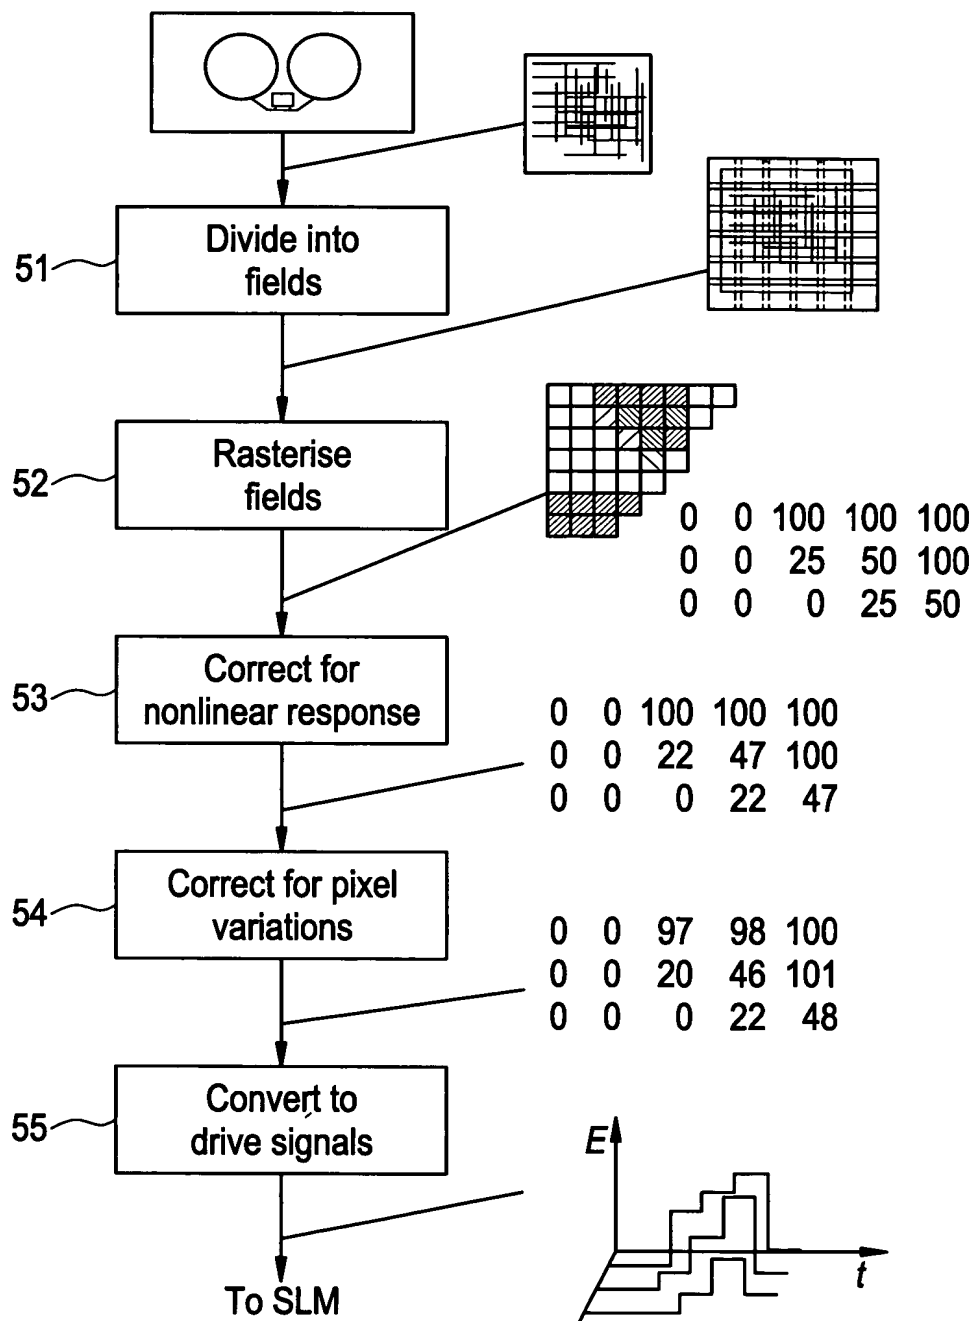 51
Divide into
fields
52
Rasterise
fields
0 0 100 100 100
0 0 25 50 100
0 0 0 25 50
53
Correct for
nonlinear response
0 0 100 100 100
0 0 22 47 100
0 0 0 22 47
54
Correct for pixel
variations
0 0 97 98 100
0 0 20 46 101
0 0 0 22 48
55
Convert to
drive signals
E
t
To SLM